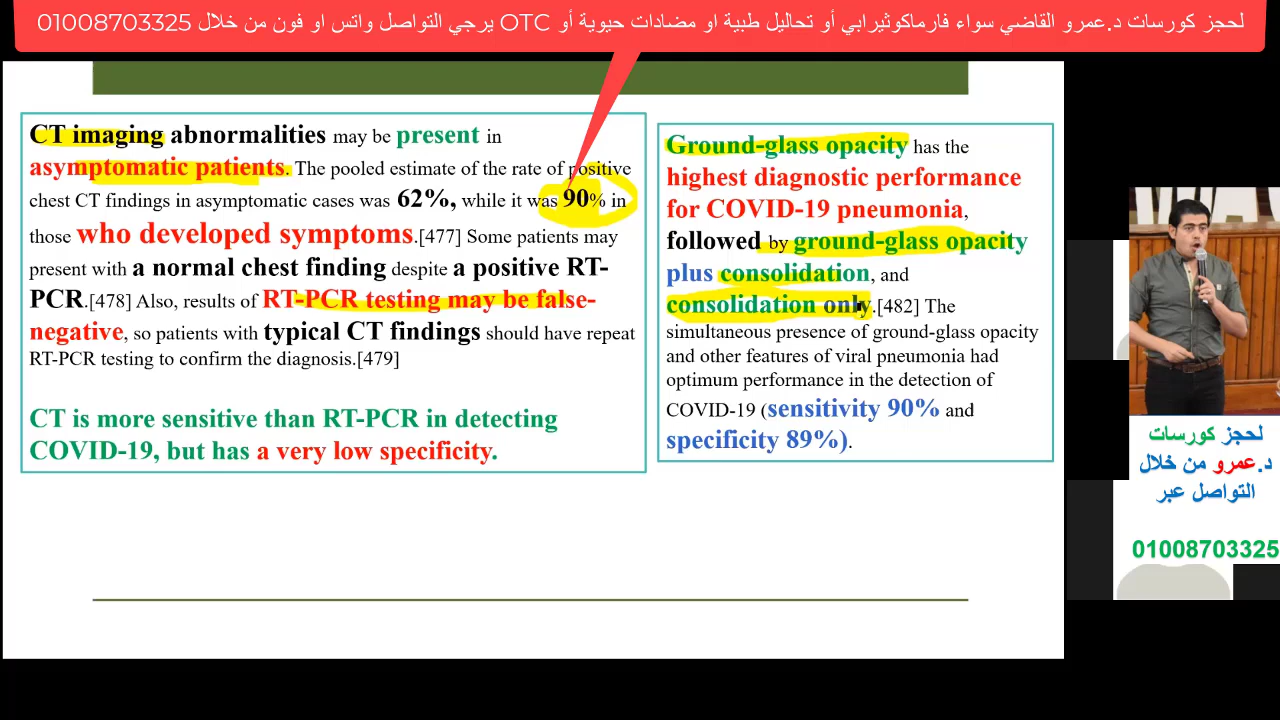 لحجز كورسات د.عمرو القاضي سواء فارماكوثيرابي أو تحاليل طبية او مضادات حيوية أو OTC يرجي التواصل واتس او فون من خلال 01008703325
CT imaging abnormalities may be present in
asymptomatic patients. The pooled estimate of the rate of positive
chest CT findings in asymptomatic cases was 62%, while it was 90% in
those who developed symptoms.[477] Some patients may
present with a normal chest finding despite a positive RT-
PCR.[478] Also, results of RT-PCR testing may be false-
negative, so patients with typical CT findings should have repeat
RT-PCR testing to confirm the diagnosis.[479]
CT is more sensitive than RT-PCR in detecting
COVID-19, but has a very low specificity.
Ground-glass opacity has the
highest diagnostic performance
for COVID-19 pneumonia,
followed by ground-glass opacity
plus consolidation, and
consolidation only.[482] The
simultaneous presence of ground-glass opacity
and other features of viral pneumonia had
optimum performance in the detection of
COVID-19 (sensitivity 90% and
specificity 89%).
لحجز كورسات
د.عمرو من خلال
التواصل عبر
01008703325